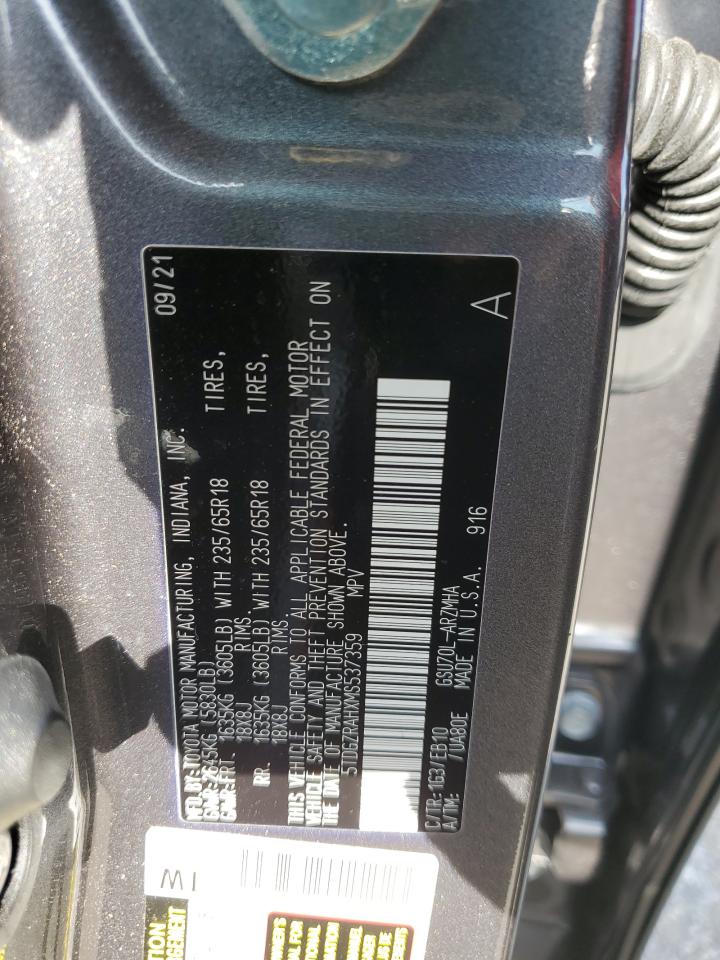 MFD.BY:TOYOTA MOTOR MANUFACTURING, INDIANA, INC. 09/21
GVWR:2645KG (5830LB)
GAWR:FRT. 1635KG (3605LB) WITH 235/65R18 TIRES,
18X8J RIMS.
RR. 1635KG (3605LB) WITH 235/65R18 TIRES,
18X8J RIMS.
THIS VEHICLE CONFORMS TO ALL APPLICABLE FEDERAL MOTOR
VEHICLE SAFETY AND THEFT PREVENTION STANDARDS IN EFFECT ON
THE DATE OF MANUFACTURE SHOWN ABOVE.
5TDGZRAHXMS537359 MPV
C/TR:1G3/EB10 GSU70L-ARZMHA
A/TM: /UA80E MADE IN U.S.A. 916 A